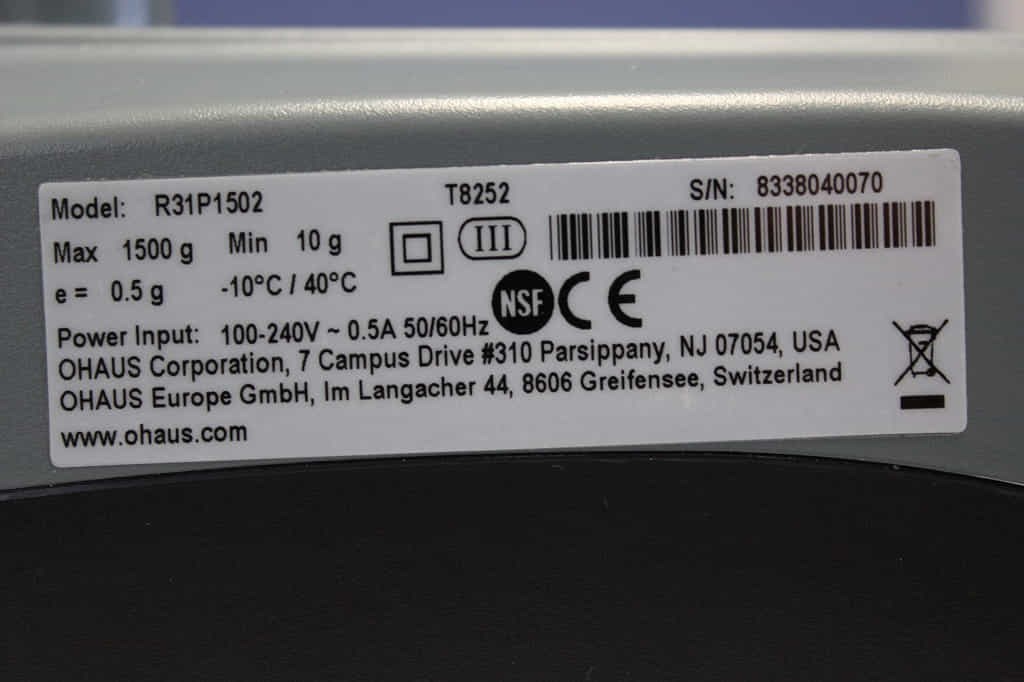 Model: R31P1502 T8252 S/N: 8338040070
Max 1500 g Min 10 g III
e = 0.5 g -10°C / 40°C NSF CE
Power Input: 100-240V ~ 0.5A 50/60Hz
OHAUS Corporation, 7 Campus Drive #310 Parsippany, NJ 07054, USA
OHAUS Europe GmbH, Im Langacher 44, 8606 Greifensee, Switzerland
www.ohaus.com